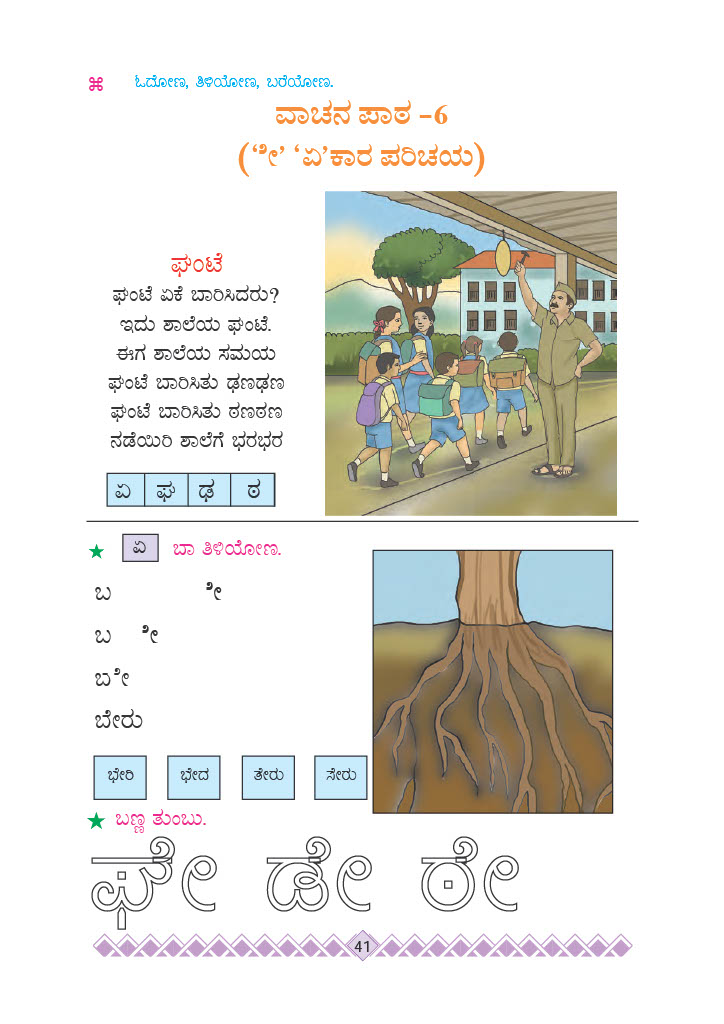 ⌘ ಓದೋಣ, ತಿಳಿಯೋಣ, ಬರೆಯೋಣ.
ವಾಚನ ಪಾಠ -6
(‘ೇ’ ‘ಏ’ಕಾರ ಪರಿಚಯ)
ಘಂಟೆ
ಘಂಟೆ ಏಕೆ ಬಾರಿಸಿದರು?
ಇದು ಶಾಲೆಯ ಘಂಟೆ.
ಈಗ ಶಾಲೆಯ ಸಮಯ
ಘಂಟೆ ಬಾರಿಸಿತು ಢಣಢಣ
ಘಂಟೆ ಬಾರಿಸಿತು ಠಣಠಣ
ನಡೆಯಿರಿ ಶಾಲೆಗೆ ಭರಭರ
ಏ ಘ ಢ ಠ
★ ಏ ಬಾ ತಿಳಿಯೋಣ.
ಬ ೇ
ಬ ೇ
ಬೇ
ಬೇರು
ಭೇರಿ ಭೇದ ತೇರು ಸೇರು
★ ಬಣ್ಣ ತುಂಬು.
ಘೇ ಡೇ ಠೇ
41